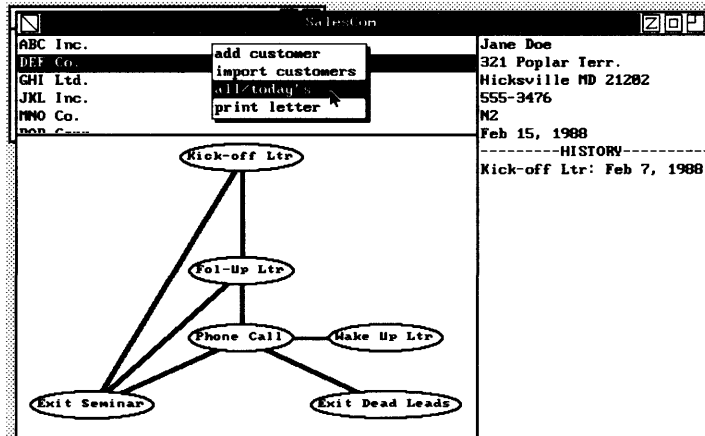 SalesCom
ABC Inc.
DEF Co.
GHI Ltd.
JKL Inc.
MNO Co.
add customer
import customers
all/today's
print letter
Jane Doe
321 Poplar Terr.
Hicksville MD 21202
555-3476
N2
Feb 15, 1988
----------HISTORY----------
Kick-off Ltr: Feb 7, 1988
Kick-off Ltr
Fol-Up Ltr
Phone Call
Wake Up Ltr
Exit Seminar
Exit Dead Leads